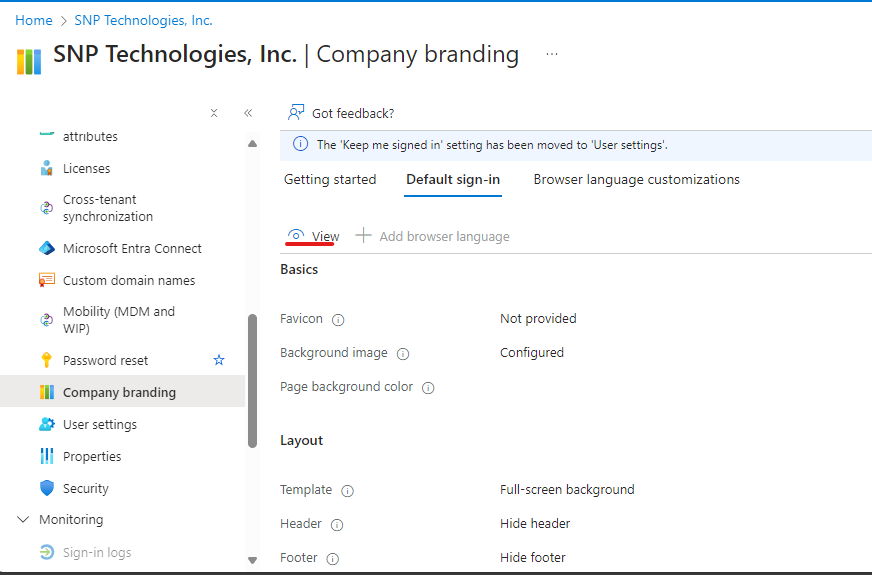 Home > SNP Technologies, Inc.
SNP Technologies, Inc. | Company branding ...
attributes
Licenses
Cross-tenant
synchronization
Microsoft Entra Connect
Custom domain names
Mobility (MDM and
WIP)
Password reset
Company branding
User settings
Properties
Security
Monitoring
Sign-in logs
Got feedback?
The 'Keep me signed in' setting has been moved to 'User settings'.
Getting started Default sign-in Browser language customizations
View Add browser language
Basics
Favicon Not provided
Background image Configured
Page background color
Layout
Template Full-screen background
Header Hide header
Footer Hide footer